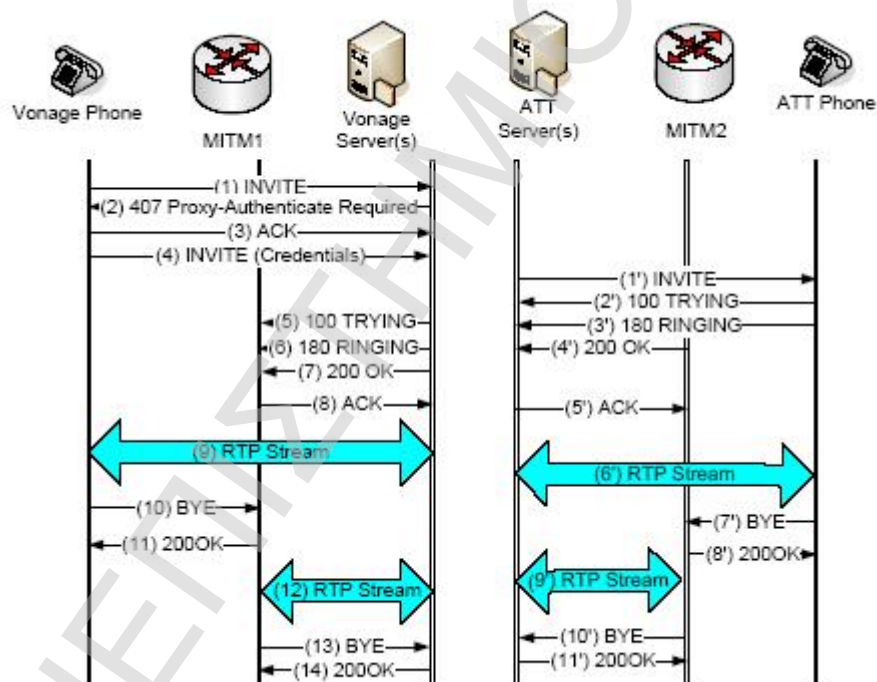 Vonage Phone
MITM1
Vonage
Server(s)
ATT
Server(s)
MITM2
ATT Phone
(1) INVITE
(2) 407 Proxy-Authenticate Required
(3) ACK
(4) INVITE (Credentials)
(1') INVITE
(2') 100 TRYING
(3') 180 RINGING
(4') 200 OK
(5) 100 TRYING
(6) 180 RINGING
(7) 200 OK
(8) ACK
(5') ACK
(9) RTP Stream
(6') RTP Stream
(10) BYE
(11) 200OK
(7') BYE
(8') 200OK
(12) RTP Stream
(9') RTP Stream
(13) BYE
(14) 200OK
(10') BYE
(11') 200OK